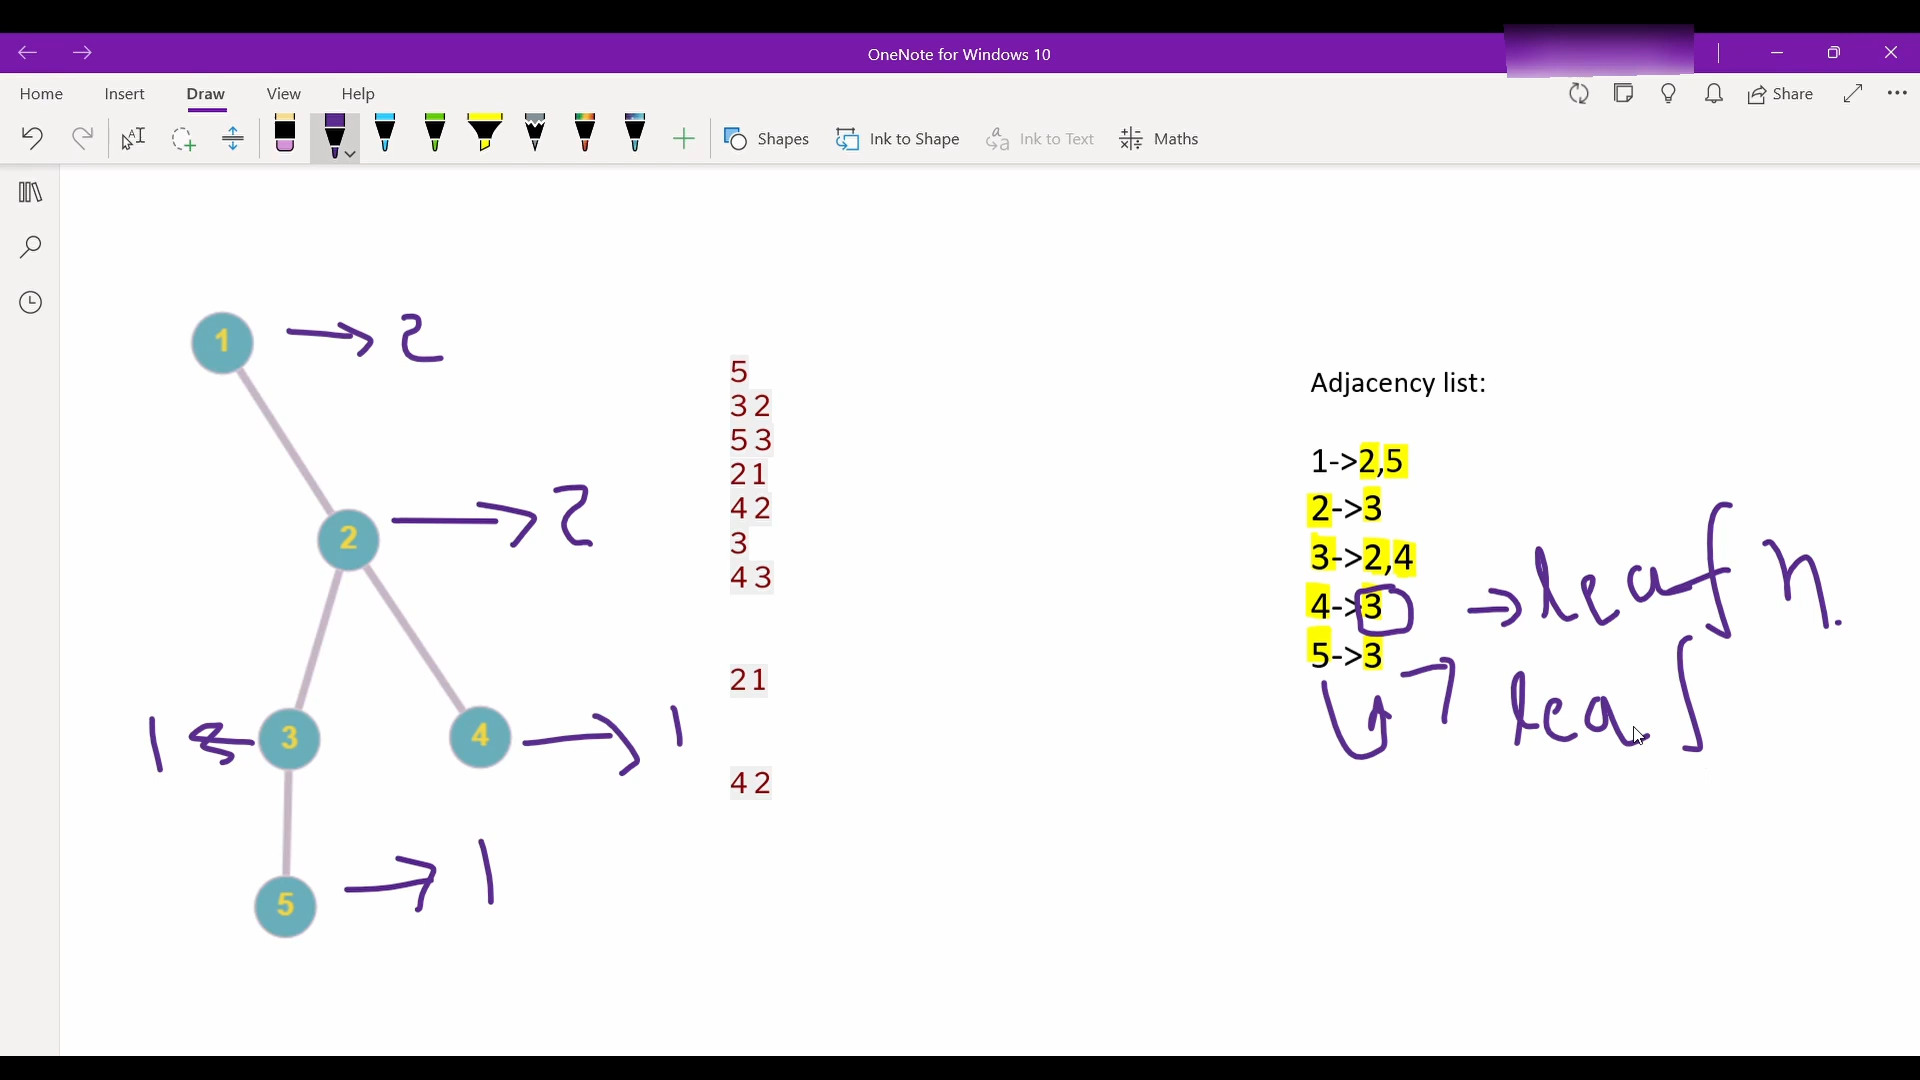 OneNote for Windows 10
Home Insert Draw View Help Share
Shapes Ink to Shape Ink to Text Maths
1 → 2
2 → 2
1 ← 3
4 → 1
5 → 1
5
3 2
5 3
2 1
4 2
3
4 3
2 1
4 2
Adjacency list:
1->2,5
2->3
3->2,4
4->3 → leaf n.
5->3
leaf